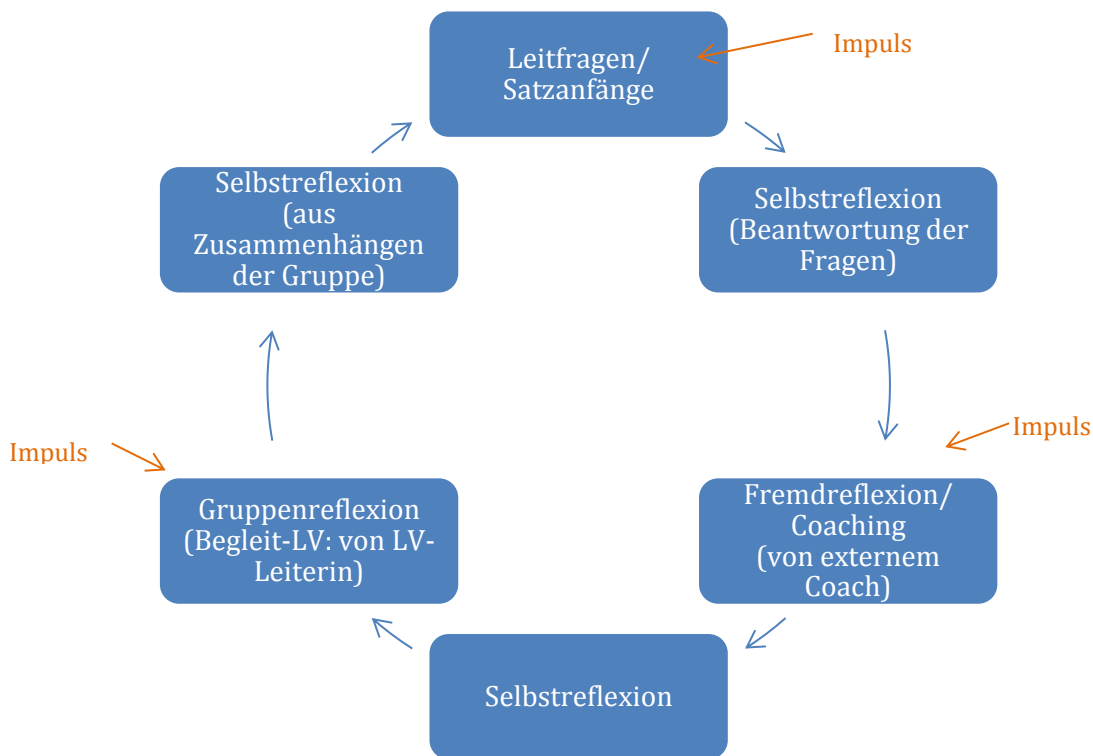 Leitfragen/
Satzanfänge
Impuls
Selbstreflexion
(Beantwortung der
Fragen)
Impuls
Fremdreflexion/
Coaching
(von externem
Coach)
Selbstreflexion
Impuls
Gruppenreflexion
(Begleit-LV: von LV-
Leiterin)
Selbstreflexion
(aus
Zusammenhängen
der Gruppe)